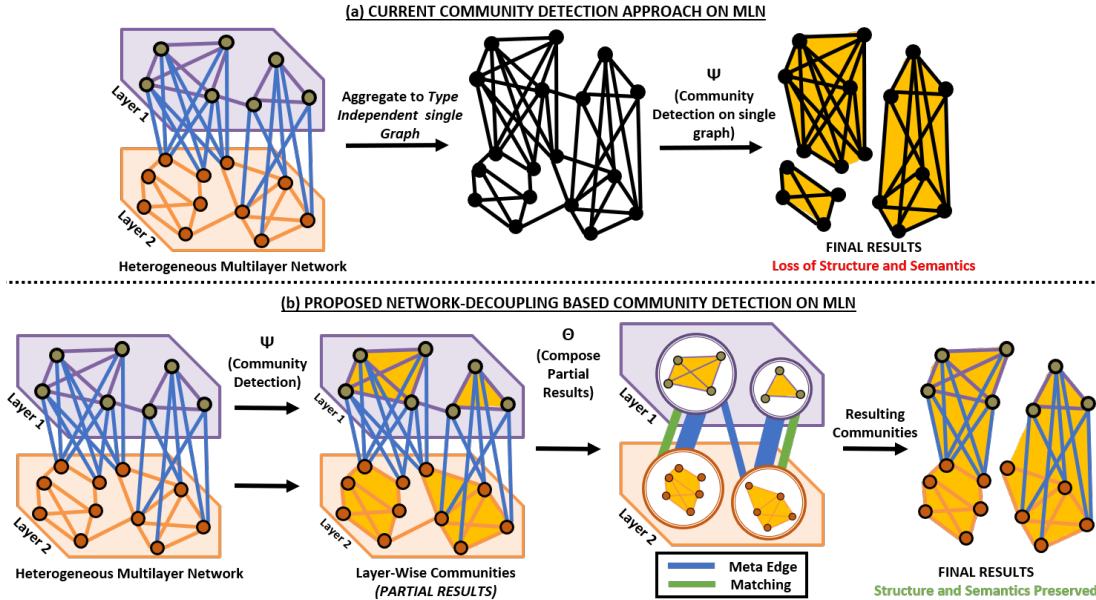 (a) CURRENT COMMUNITY DETECTION APPROACH ON MLN
Layer 1
Layer 2
Heterogeneous Multilayer Network
Aggregate to Type
Independent single
Graph
Ψ
(Community
Detection on single
graph)
FINAL RESULTS
Loss of Structure and Semantics
(b) PROPOSED NETWORK-DECOUPLING BASED COMMUNITY DETECTION ON MLN
Layer 1
Layer 2
Heterogeneous Multilayer Network
Ψ
(Community
Detection)
Layer 1
Layer 2
Layer-Wise Communities
(PARTIAL RESULTS)
Θ
(Compose
Partial
Results)
Layer 1
Layer 2
Meta Edge
Matching
Resulting
Communities
FINAL RESULTS
Structure and Semantics Preserved